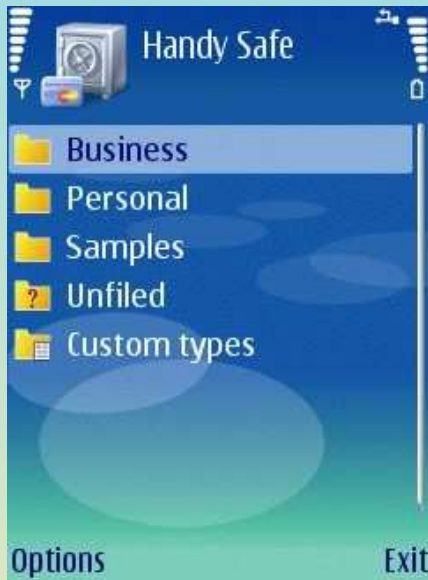 Handy Safe
Business
Personal
Samples
? Unfiled
Custom types
Options Exit